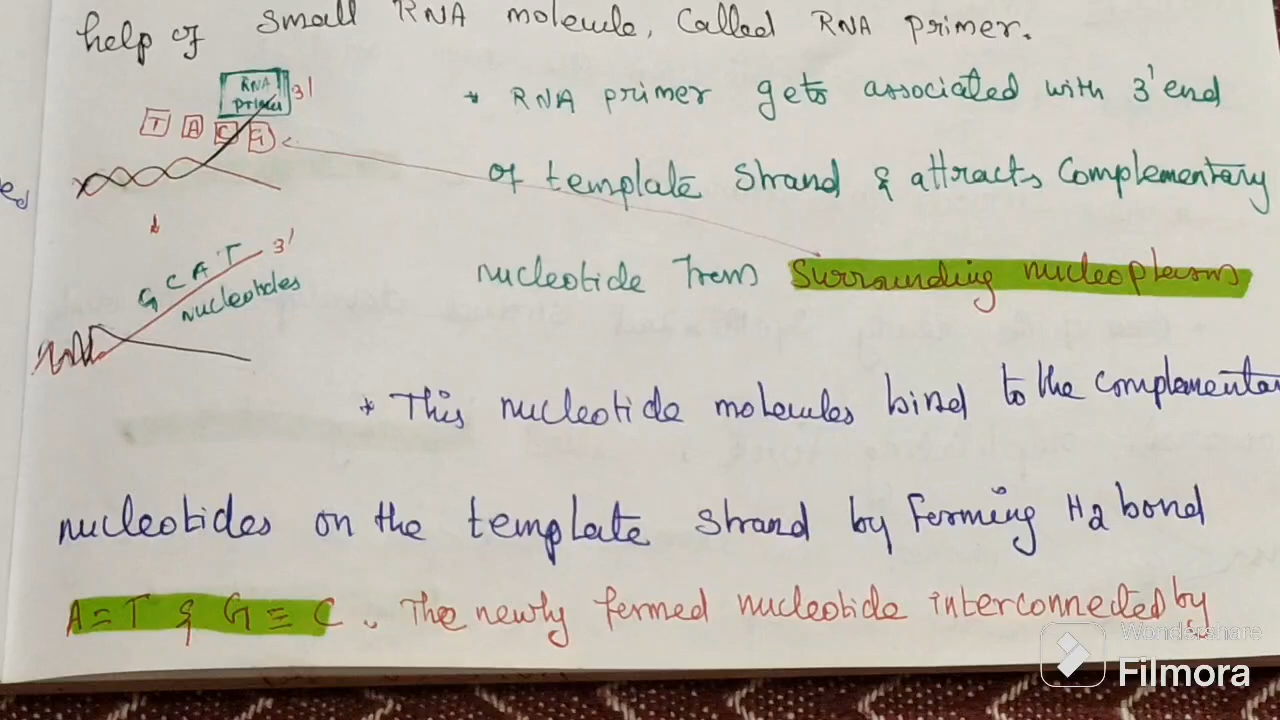 help of small RNA molecule, called RNA primer.
RNA primer 3'
T A C G
* RNA primer gets associated with 3' end
of template strand & attracts complementary
G C A T 3'
nucleotides
nucleotide from surrounding nucleoplasm
* This nucleotide molecules bind to the complementar
nucleotides on the template strand by forming H2 bond
A=T & G≡C. The newly formed nucleotide interconnected by
ed
Wondershare
Filmora